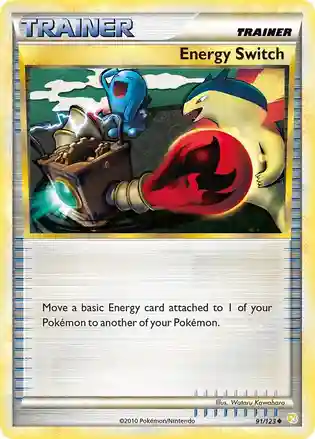 TRAINER
TRAINER
Energy Switch
Move a basic Energy card attached to 1 of your
Pokémon to another of your Pokémon.
Illus. Wataru Kawahara
©2010 Pokémon/Nintendo
91/123